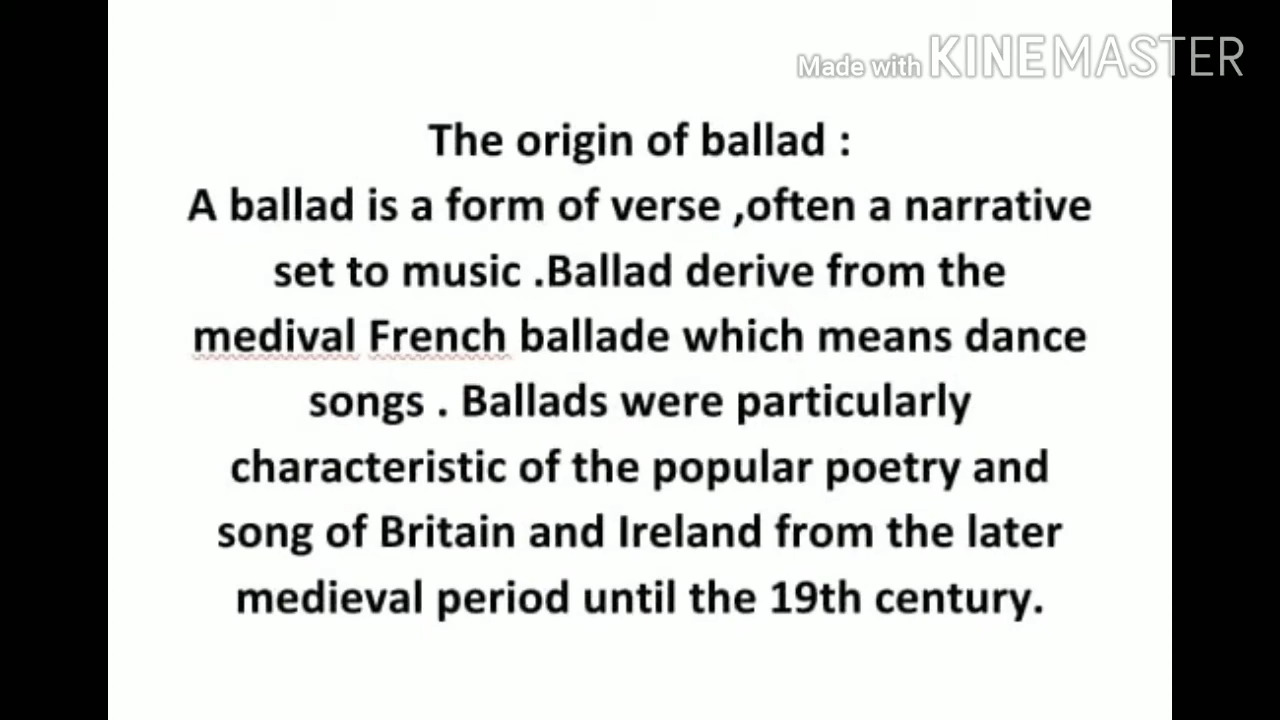 Made with KINEMASTER
The origin of ballad :
A ballad is a form of verse ,often a narrative
set to music .Ballad derive from the
medival French ballade which means dance
songs . Ballads were particularly
characteristic of the popular poetry and
song of Britain and Ireland from the later
medieval period until the 19th century.